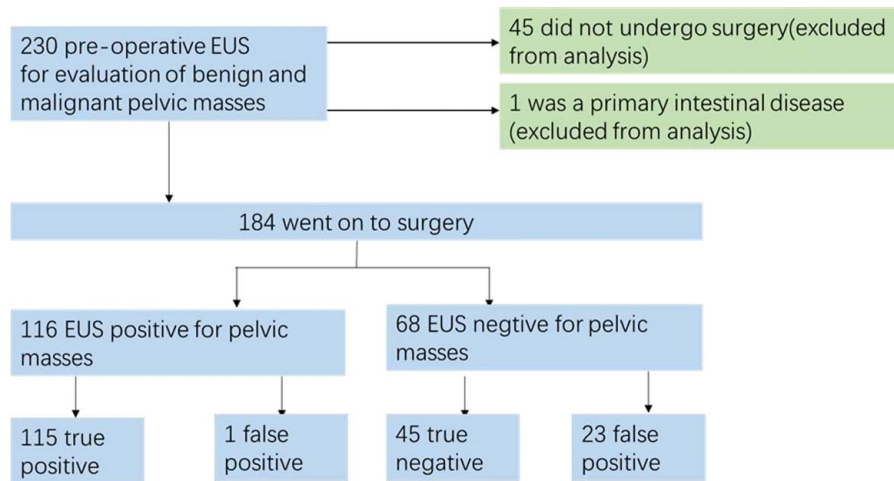 230 pre-operative EUS
for evaluation of benign and
malignant pelvic masses
45 did not undergo surgery(excluded
from analysis)
1 was a primary intestinal disease
(excluded from analysis)
184 went on to surgery
116 EUS positive for pelvic
masses
68 EUS negtive for pelvic
masses
115 true
positive
1 false
positive
45 true
negative
23 false
positive